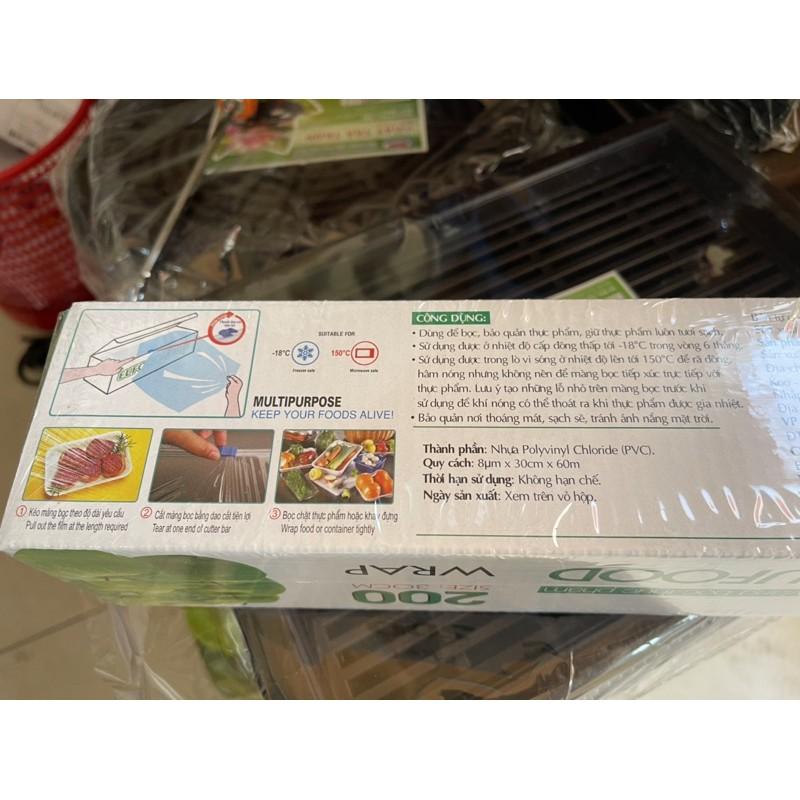 SUITABLE FOR
-18°C
150°C
Freezer safe
Microwave safe
MULTIPURPOSE
KEEP YOUR FOODS ALIVE!
1 Kéo màng bọc theo độ dài yêu cầu
Pull out the film at the length required
2 Cắt màng bọc bằng dao cắt tiện lợi
Tear at one end of cutter bar
3 Bọc chặt thực phẩm hoặc khay đựng
Wrap food or container tightly
CÔNG DỤNG:
• Dùng để bọc, bảo quản thực phẩm, giữ thực phẩm luôn tươi sạch.
• Sử dụng được ở nhiệt độ cấp đông thấp tới -18°C trong vòng 6 tháng.
• Sử dụng được trong lò vi sóng ở nhiệt độ lên tới 150°C để rã đông,
hâm nóng nhưng không nên để màng bọc tiếp xúc trực tiếp với
thực phẩm. Lưu ý tạo những lỗ nhỏ trên màng bọc trước khi
sử dụng để khí nóng có thể thoát ra khi thực phẩm được gia nhiệt.
• Bảo quản nơi thoáng mát, sạch sẽ, tránh ánh nắng mặt trời.
Thành phần: Nhựa Polyvinyl Chloride (PVC).
Quy cách: 8µm x 30cm x 60m
Thời hạn sử dụng: Không hạn chế.
Ngày sản xuất: Xem trên vỏ hộp.
WRAP
SIZE: 30CM
200
UFOOD